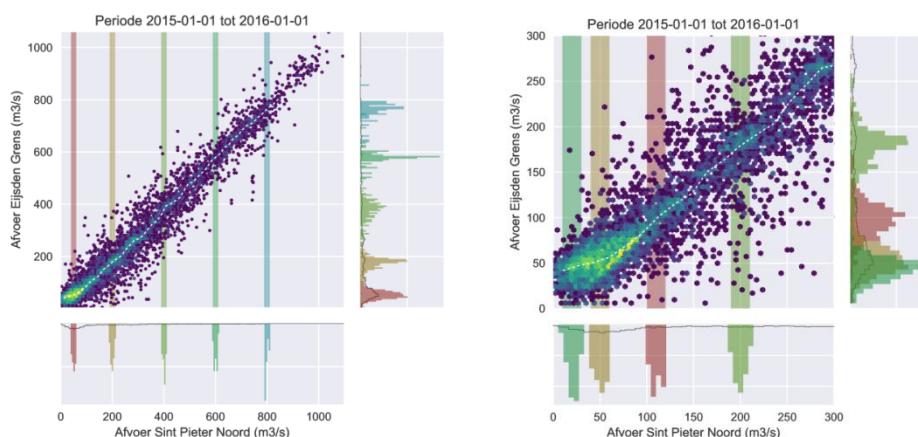 Periode 2015-01-01 tot 2016-01-01
Afvoer Eijsden Grens (m3/s)
1000
800
600
400
200
0 200 400 600 800 1000
Afvoer Sint Pieter Noord (m3/s)
Periode 2015-01-01 tot 2016-01-01
Afvoer Eijsden Grens (m3/s)
300
250
200
150
100
50
0
0 50 100 150 200 250 300
Afvoer Sint Pieter Noord (m3/s)